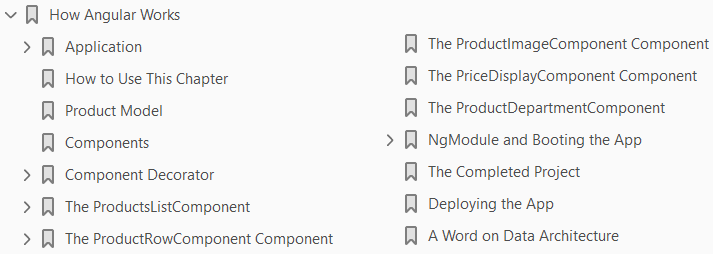 How Angular Works
Application
How to Use This Chapter
Product Model
Components
Component Decorator
The ProductsListComponent
The ProductRowComponent Component
The ProductImageComponent Component
The PriceDisplayComponent Component
The ProductDepartmentComponent
NgModule and Booting the App
The Completed Project
Deploying the App
A Word on Data Architecture